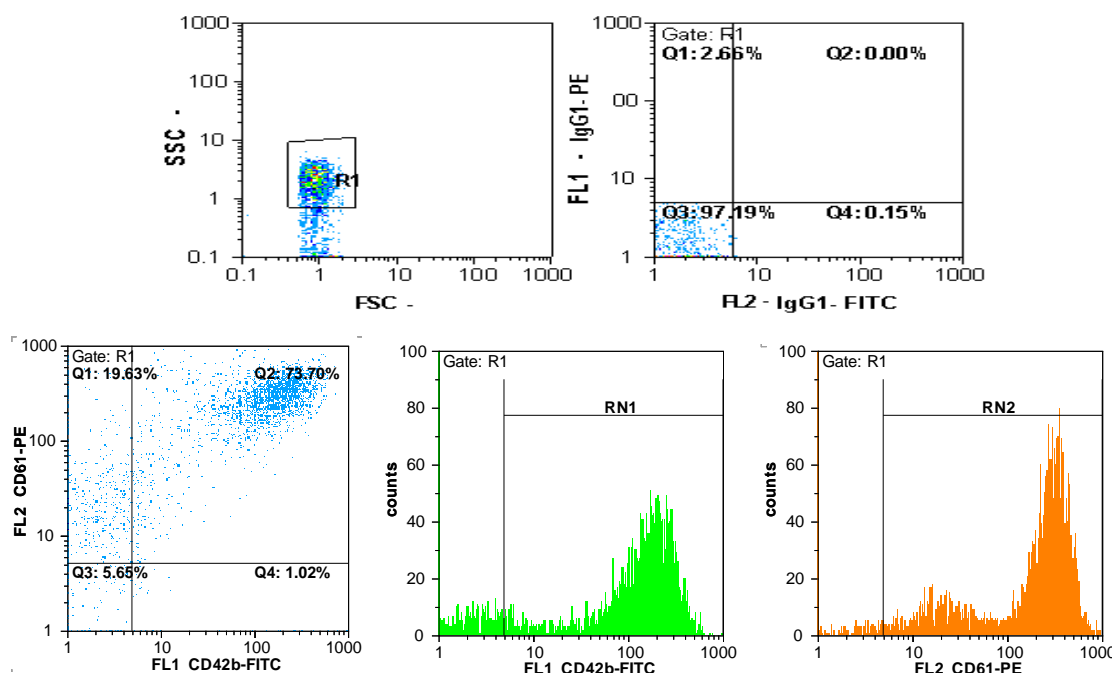 1000
100
10
1
0.1
SSC -
R1
0.1
1
10
100
1000
FSC -
1000
00
10
1
FL1 - IgG1-PE
Gate: R1
Q1: 2.66%
Q2: 0.00%
Q3: 97.19%
Q4: 0.15%
1
10
100
1000
FL2 - IgG1- FITC
1000
100
10
1
FL2 CD61-PE
Gate: R1
Q1: 19.63%
Q2: 73.70%
Q3: 5.65%
Q4: 1.02%
1
10
100
1000
FL1 CD42b-FITC
100
80
60
40
20
0
counts
Gate: R1
RN1
1
10
100
1000
FL1 CD42b-FITC
100
80
60
40
20
0
counts
Gate: R1
RN2
1
10
100
1000
FL2 CD61-PE